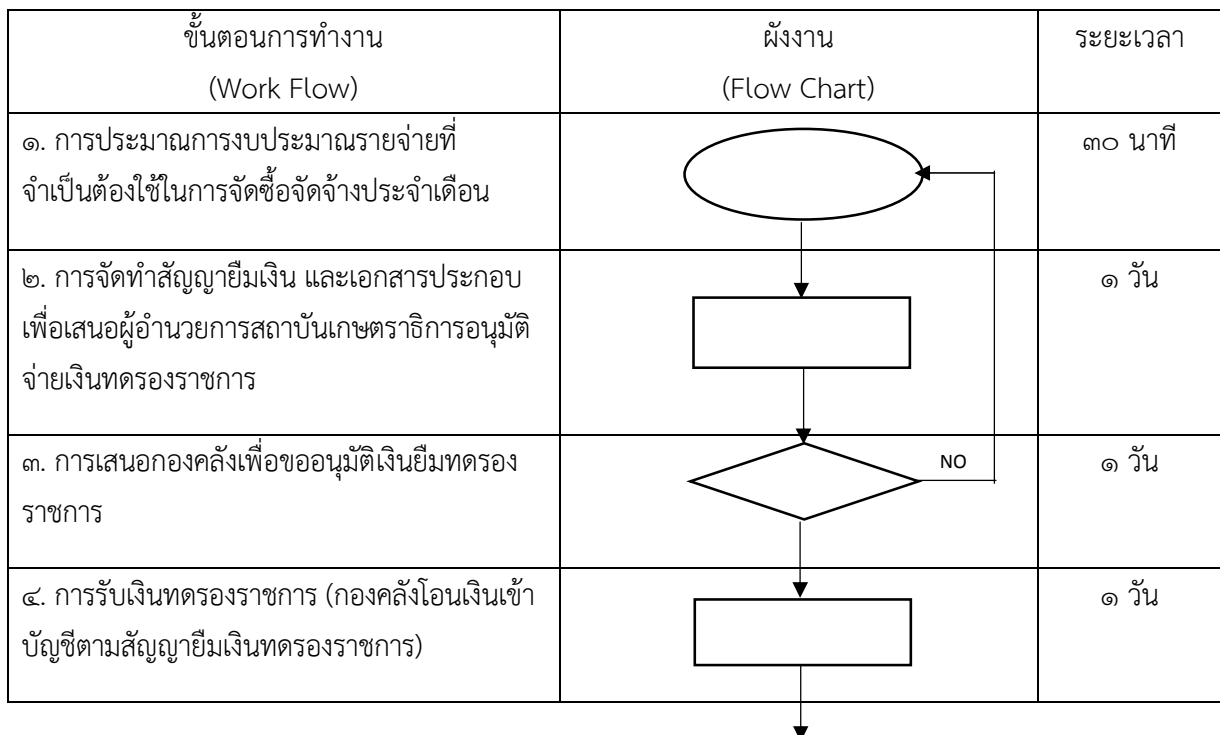 ขั้นตอนการทำงาน
(Work Flow)
ผังงาน
(Flow Chart)
ระยะเวลา
๑. การประมาณการงบประมาณรายจ่ายที่
จำเป็นต้องใช้ในการจัดซื้อจัดจ้างประจำเดือน
๓๐ นาที
๒. การจัดทำสัญญายืมเงิน และเอกสารประกอบ
เพื่อเสนอผู้อำนวยการสถาบันเกษตราธิการอนุมัติ
จ่ายเงินทดรองราชการ
๑ วัน
๓. การเสนอกองคลังเพื่อขออนุมัติเงินยืมทดรอง
ราชการ
NO
๑ วัน
๔. การรับเงินทดรองราชการ (กองคลังโอนเงินเข้า
บัญชีตามสัญญายืมเงินทดรองราชการ)
๑ วัน